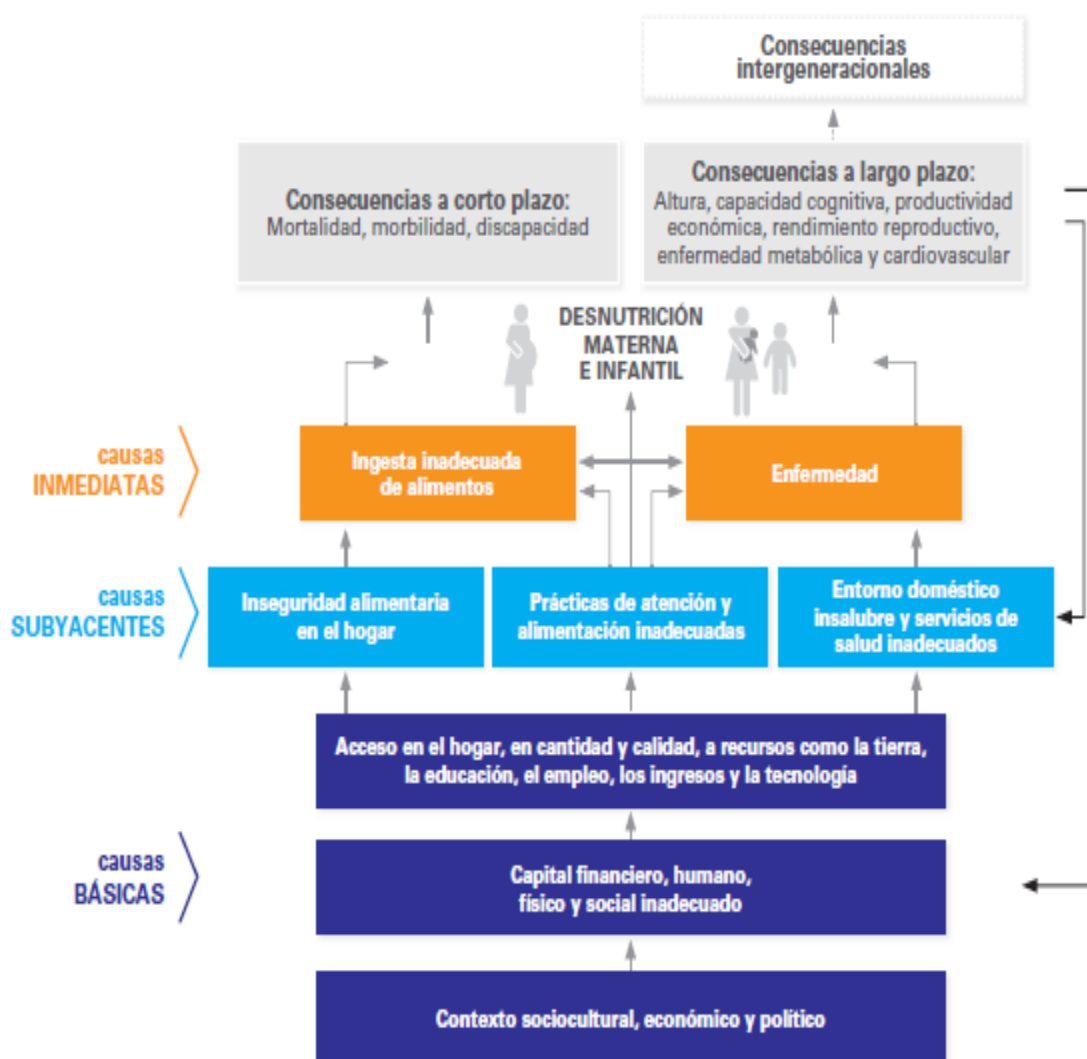 Consecuencias
intergeneracionales
Consecuencias a corto plazo:
Mortalidad, morbilidad, discapacidad
Consecuencias a largo plazo:
Altura, capacidad cognitiva, productividad
económica, rendimiento reproductivo,
enfermedad metabólica y cardiovascular
DESNUTRICIÓN
MATERNA
E INFANTIL
causas
INMEDIATAS
Ingesta inadecuada
de alimentos
Enfermedad
causas
SUBYACENTES
Inseguridad alimentaria
en el hogar
Prácticas de atención y
alimentación inadecuadas
Entorno doméstico
insalubre y servicios de
salud inadecuados
Acceso en el hogar, en cantidad y calidad, a recursos como la tierra,
la educación, el empleo, los ingresos y la tecnología
causas
BÁSICAS
Capital financiero, humano,
físico y social inadecuado
Contexto sociocultural, económico y político